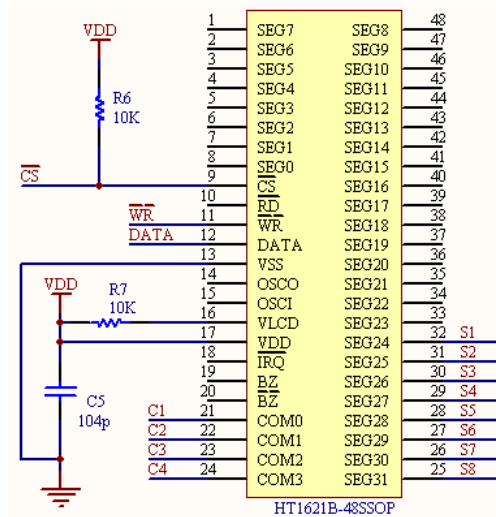 VDD
R6
10K
CS
WR
DATA
VDD
R7
10K
C5
104p
C1
C2
C3
C4
1 SEG7 SEG8 48
2 SEG6 SEG9 47
3 SEG5 SEG10 46
4 SEG4 SEG11 45
5 SEG3 SEG12 44
6 SEG2 SEG13 43
7 SEG1 SEG14 42
8 SEG0 SEG15 41
9 CS SEG16 40
10 RD SEG17 39
11 WR SEG18 38
12 DATA SEG19 37
13 VSS SEG20 36
14 OSCO SEG21 35
15 OSCI SEG22 34
16 VLCD SEG23 33
17 VDD SEG24 32 S1
18 IRQ SEG25 31 S2
19 BZ SEG26 30 S3
20 BZ SEG27 29 S4
21 COM0 SEG28 28 S5
22 COM1 SEG29 27 S6
23 COM2 SEG30 26 S7
24 COM3 SEG31 25 S8
HT1621B-48SSOP